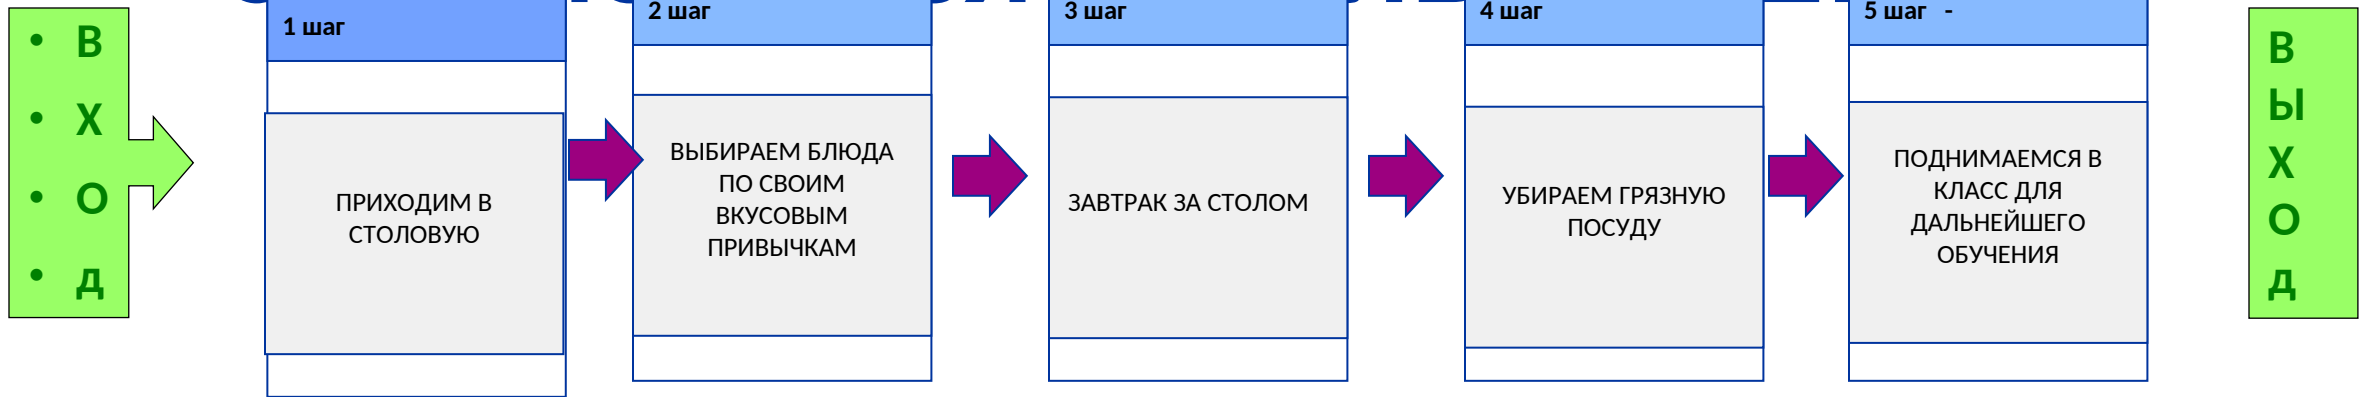 • В
• Х
• О
• д
1 шаг
ПРИХОДИМ В
СТОЛОВУЮ
2 шаг
ВЫБИРАЕМ БЛЮДА
ПО СВОИМ
ВКУСОВЫМ
ПРИВЫЧКАМ
3 шаг
ЗАВТРАК ЗА СТОЛОМ
4 шаг
УБИРАЕМ ГРЯЗНУЮ
ПОСУДУ
5 шаг -
ПОДНИМАЕМСЯ В
КЛАСС ДЛЯ
ДАЛЬНЕЙШЕГО
ОБУЧЕНИЯ
В
Ы
Х
О
д